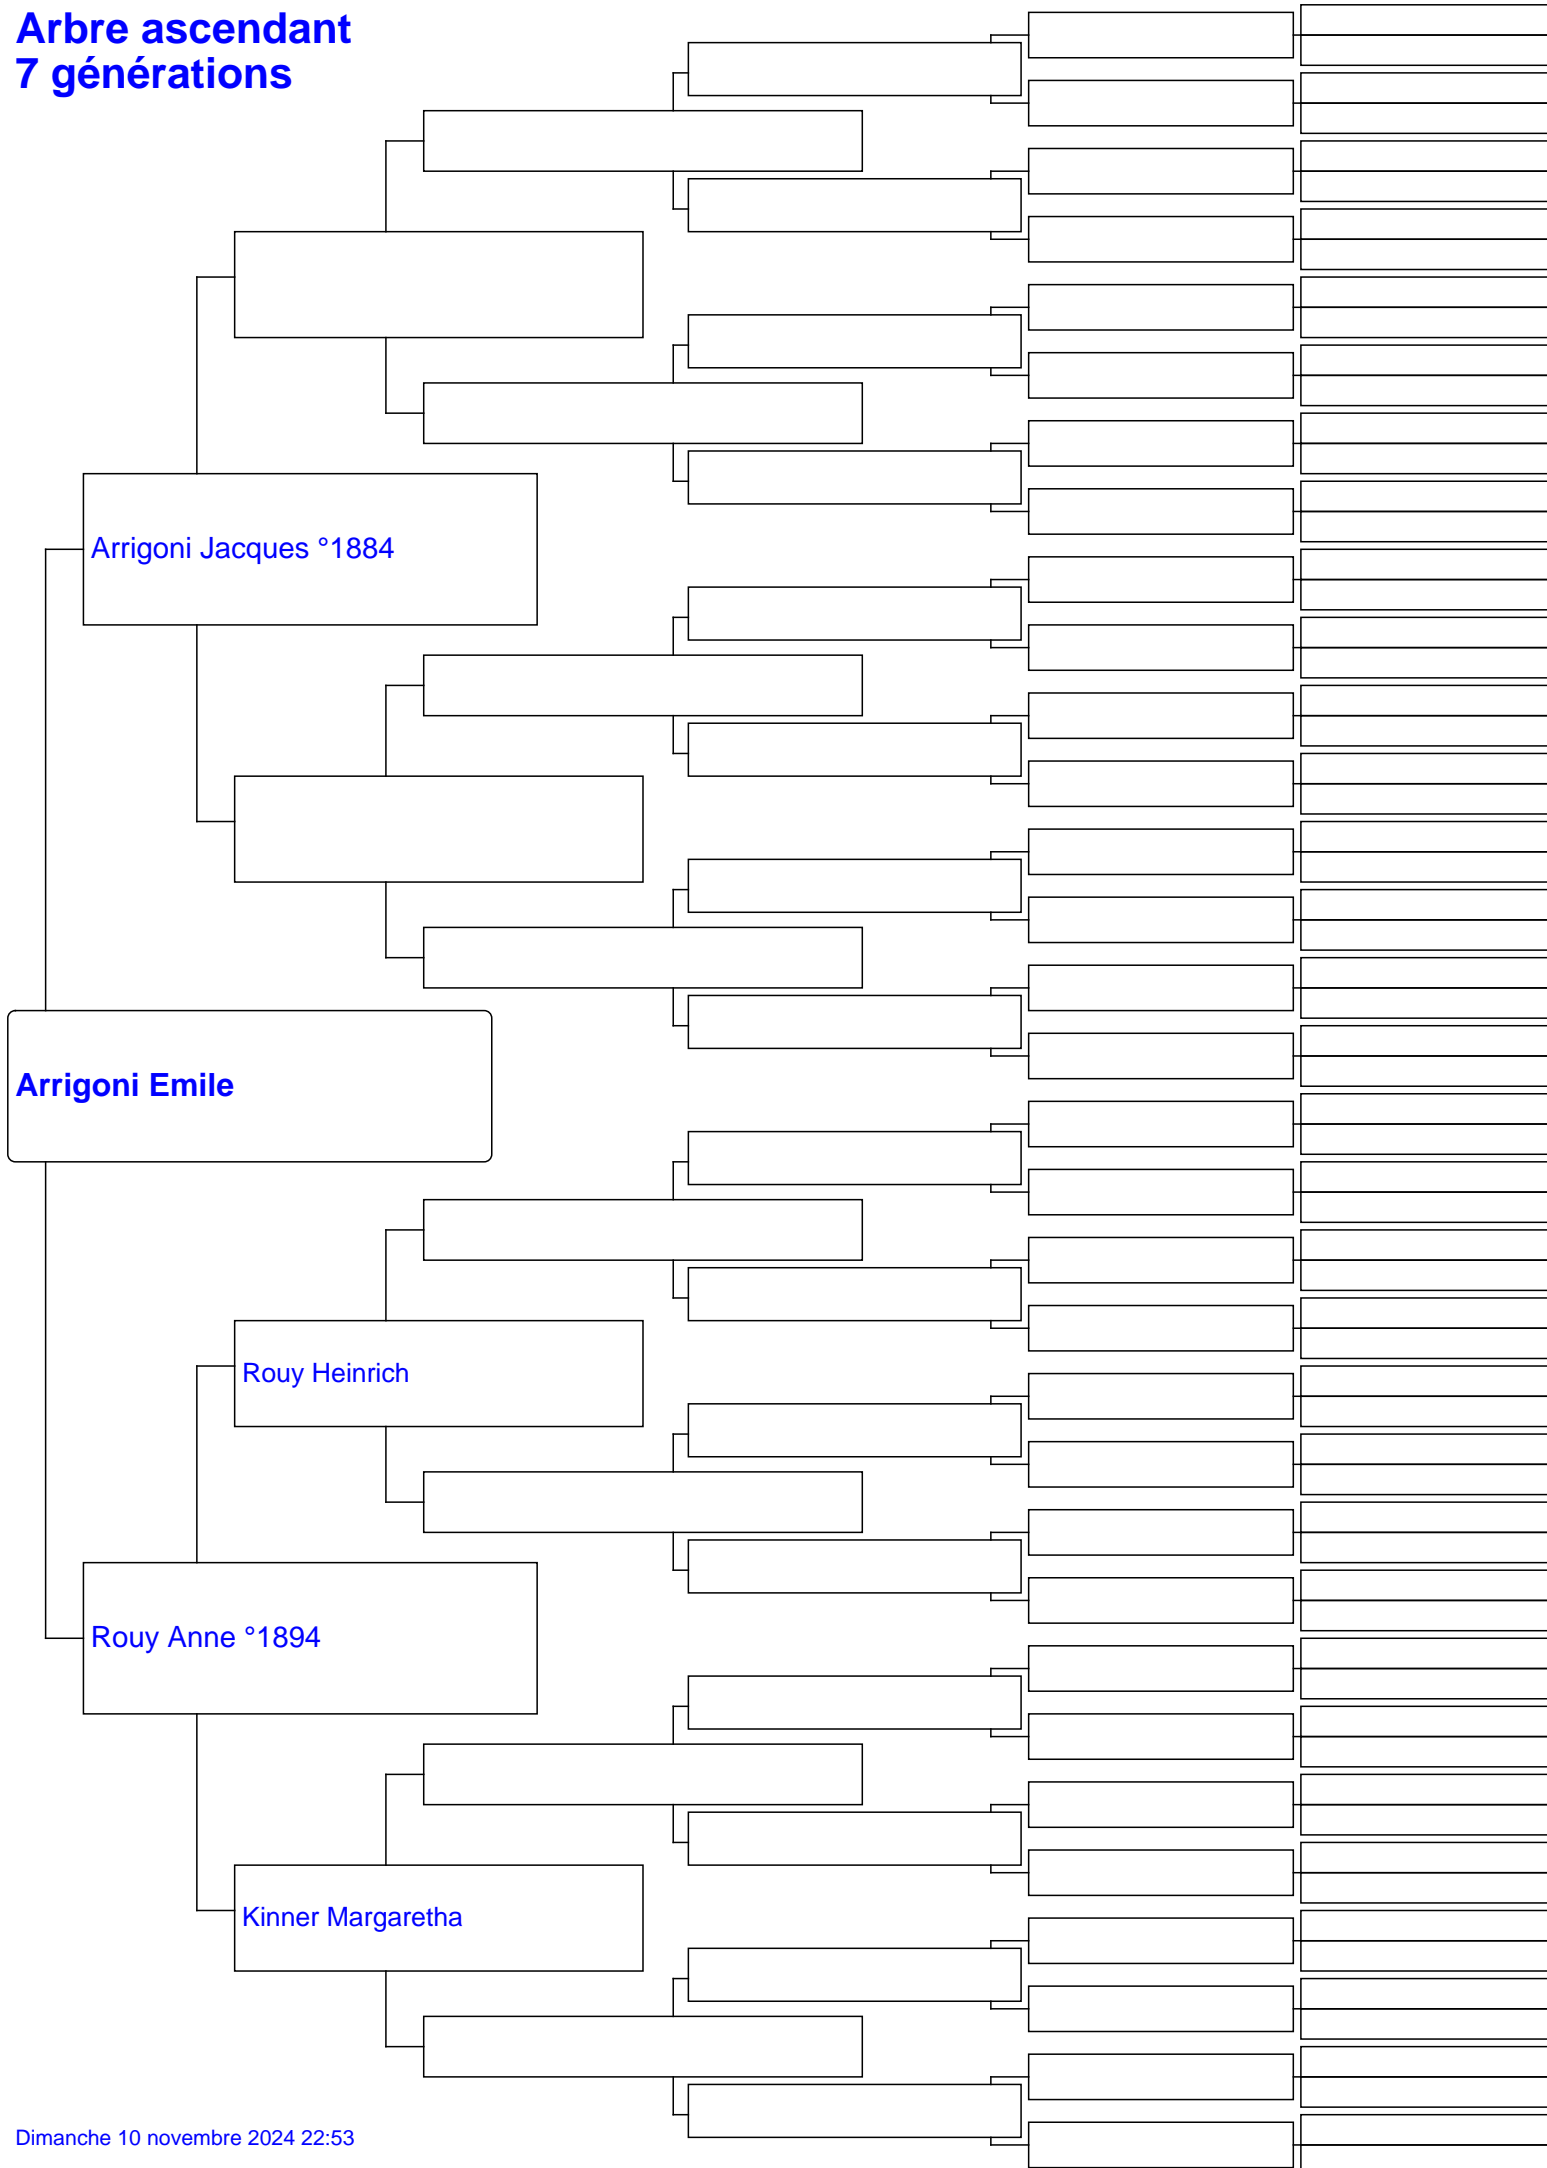 Arbre ascendant
7 générations
Arrigoni Jacques °1884
Arrigoni Emile
Rouy Heinrich
Rouy Anne °1894
Kinner Margaretha
Dimanche 10 novembre 2024 22:53